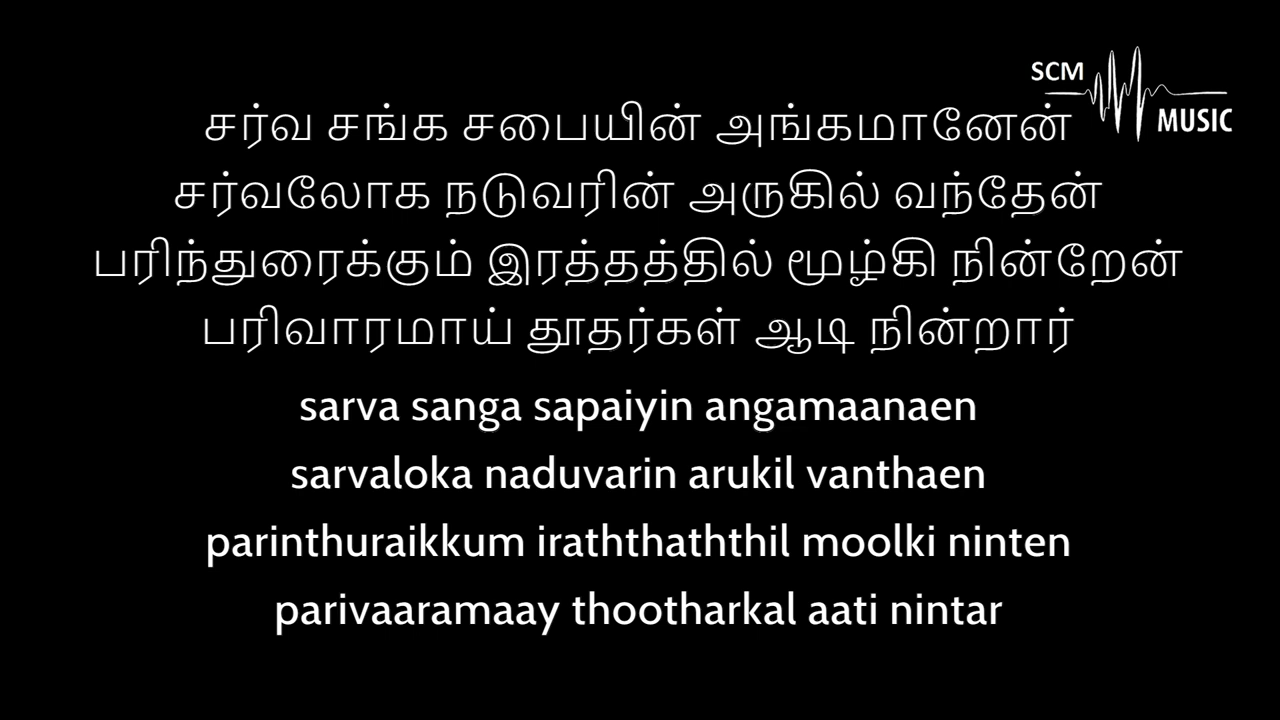 SCM
MUSIC
சர்வ சங்க சபையின் அங்கமானேன்
சர்வலோக நடுவரின் அருகில் வந்தேன்
பரிந்துரைக்கும் இரத்தத்தில் மூழ்கி நின்றேன்
பரிவாரமாய் தூதர்கள் ஆடி நின்றார்
sarva sanga sapaiyin angamaanaen
sarvaloka naduvarin arukil vanthaen
parinthuraikkum iraththathththil moolki ninten
parivaaramaay thootharkal aati nintar